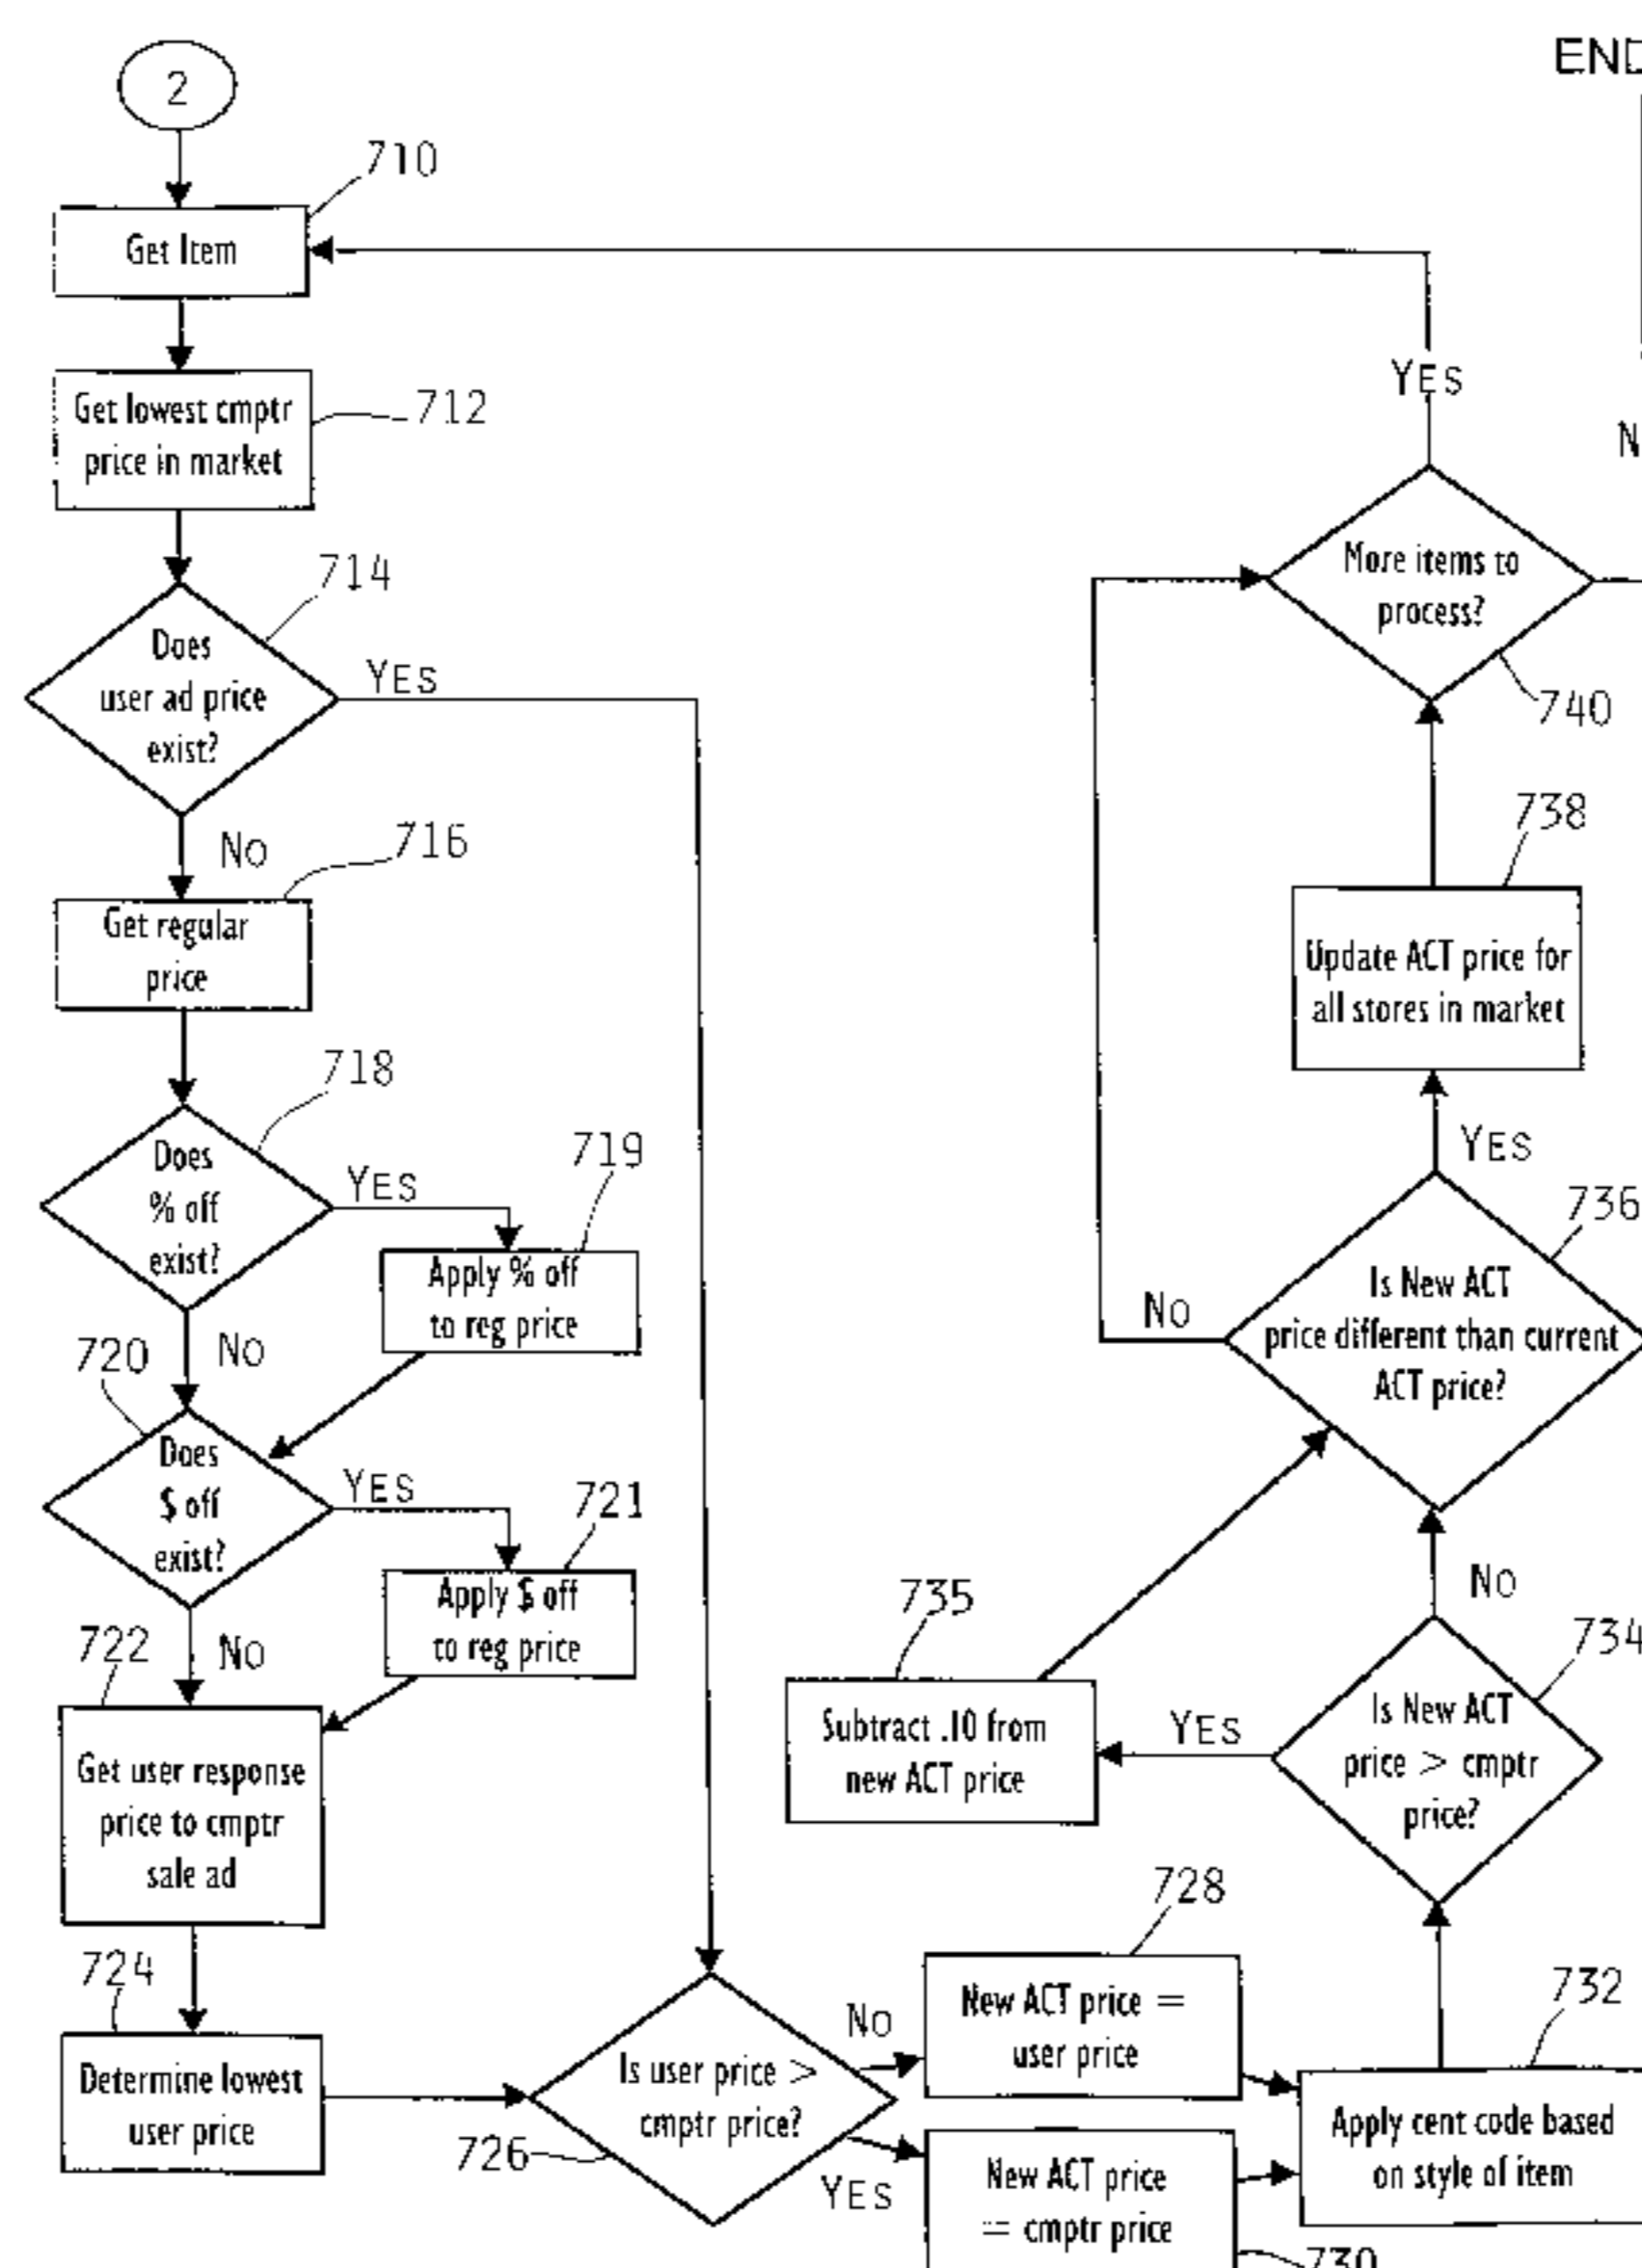 2
END
710
Get Item
Get lowest cmptr
price in market
712
YES
714
Does
user ad price
exist?
YES
More items to
process?
740
No
716
Get regular
price
738
Update ACT price for
all stores in market
718
Does
% off
exist?
YES
719
Apply % off
to reg price
YES
736
Is New ACT
price different than current
ACT price?
No
720
No
Does
$ off
exist?
YES
721
Apply $ off
to reg price
No
722
No
735
734
Get user response
price to cmptr
sale ad
Subtract .10 from
new ACT price
YES
Is New ACT
price > cmptr
price?
728
724
Determine lowest
user price
Is user price >
cmptr price?
726
No
New ACT price =
user price
732
Apply cent code based
on style of item
YES
New ACT price
= cmptr price
730